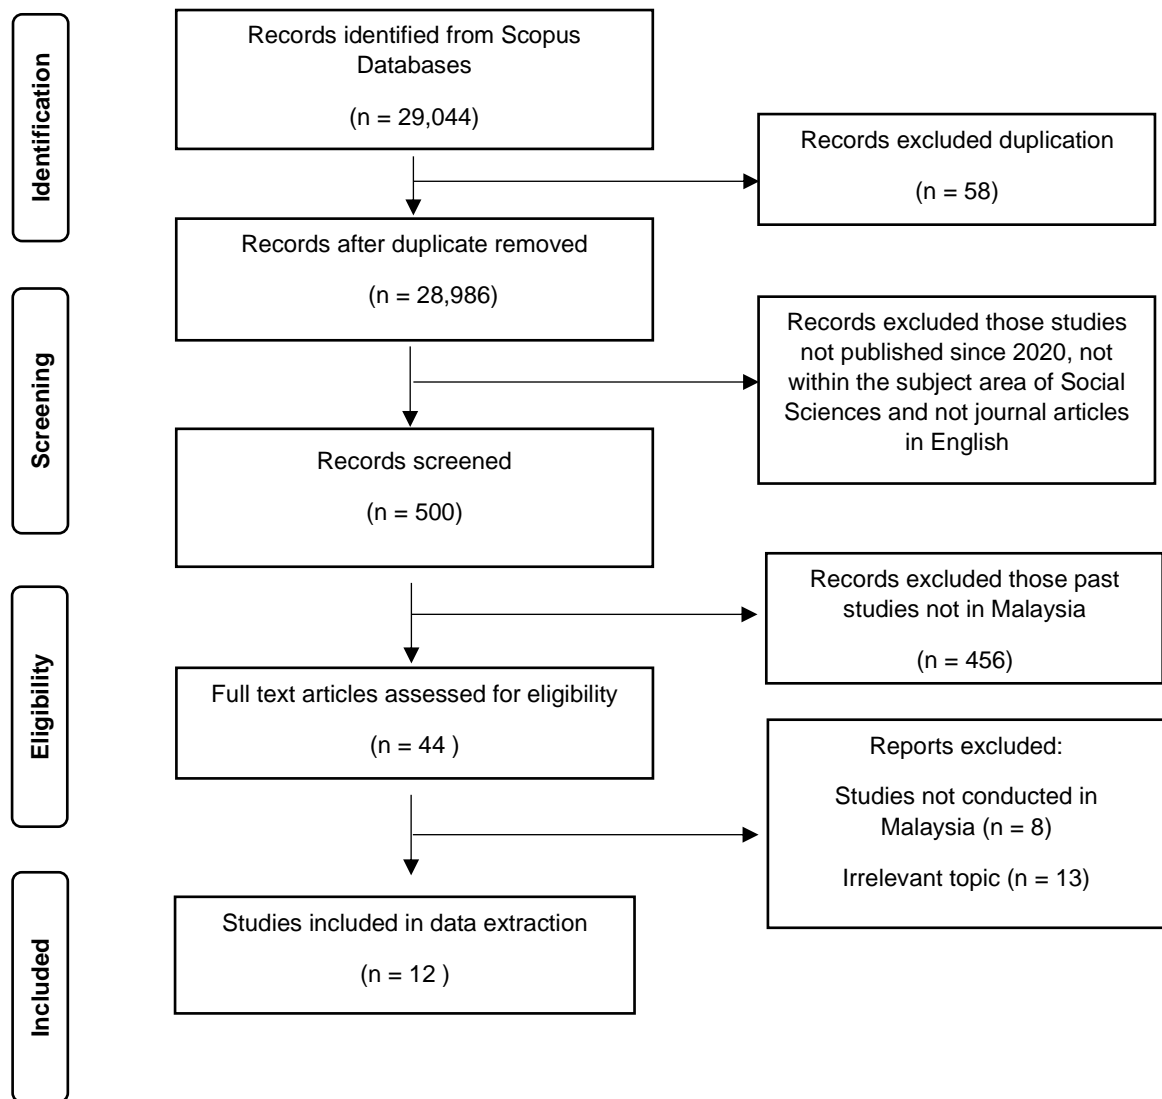 Identification
Records identified from Scopus
Databases
(n = 29,044)
Records excluded duplication
(n = 58)
Records after duplicate removed
(n = 28,986)
Screening
Records excluded those studies
not published since 2020, not
within the subject area of Social
Sciences and not journal articles
in English
Records screened
(n = 500)
Eligibility
Records excluded those past
studies not in Malaysia
(n = 456)
Full text articles assessed for eligibility
(n = 44 )
Reports excluded:
Studies not conducted in
Malaysia (n = 8)
Irrelevant topic (n = 13)
Included
Studies included in data extraction
(n = 12 )